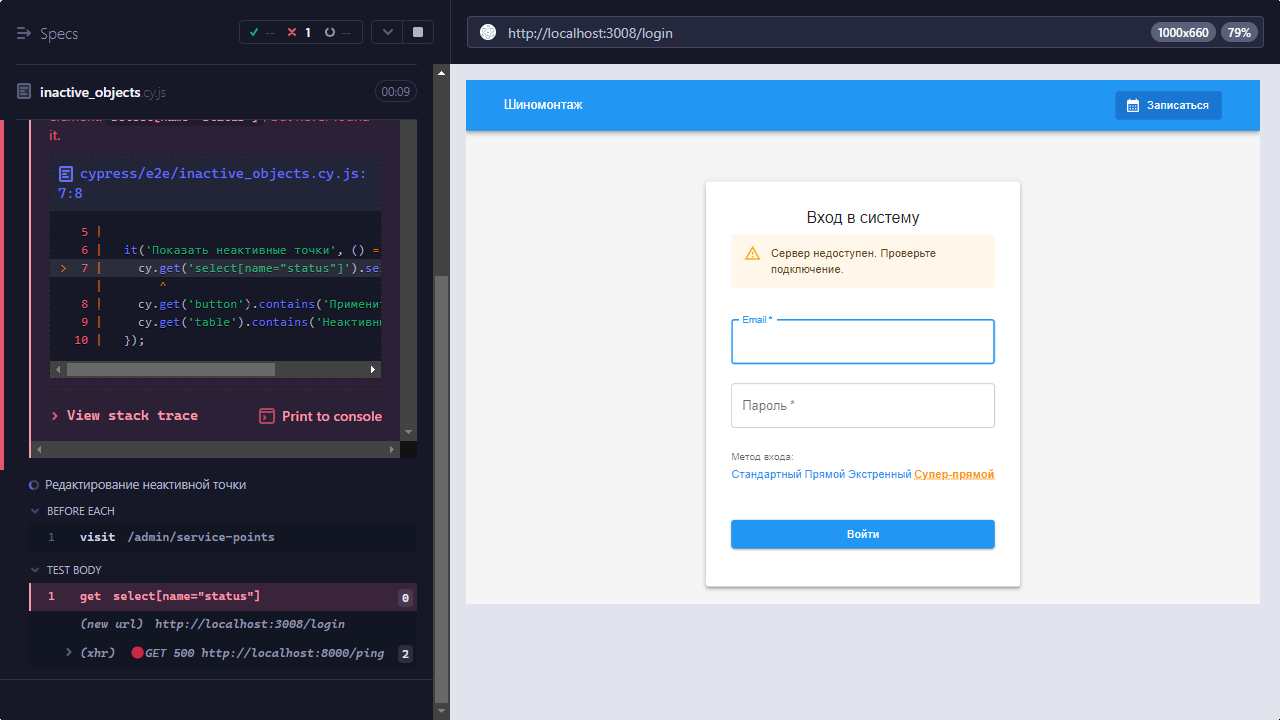 Specs
-- 1 --
http://localhost:3008/login
1000x660
79%
inactive_objects.cy.js
00:09
it.
cypress/e2e/inactive_objects.cy.js:
7:8
5 |
6 | it('Показать неактивные точки', () =
> 7 | cy.get('select[name="status"]').se
| ^
8 | cy.get('button').contains('Применит
9 | cy.get('table').contains('Неактивн
10 | });
> View stack trace
Print to console
Редактирование неактивной точки
BEFORE EACH
1 visit /admin/service-points
TEST BODY
1 get select[name="status"] 0
(new url) http://localhost:3008/login
(xhr) GET 500 http://localhost:8000/ping 2
Шиномонтаж
Записаться
Вход в систему
Сервер недоступен. Проверьте
подключение.
Email *
Пароль *
Метод входа:
Стандартный Прямой Экстренный Супер-прямой
Войти